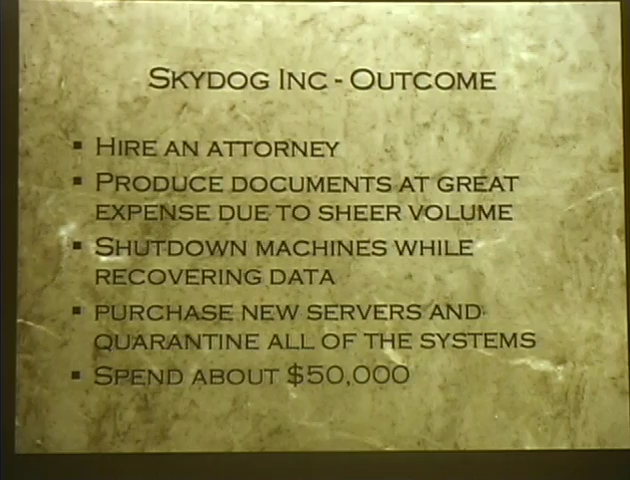 SKYDOG INC - OUTCOME
▪ HIRE AN ATTORNEY
▪ PRODUCE DOCUMENTS AT GREAT
EXPENSE DUE TO SHEER VOLUME
▪ SHUTDOWN MACHINES WHILE
RECOVERING DATA
▪ PURCHASE NEW SERVERS AND
QUARANTINE ALL OF THE SYSTEMS
▪ SPEND ABOUT $50,000